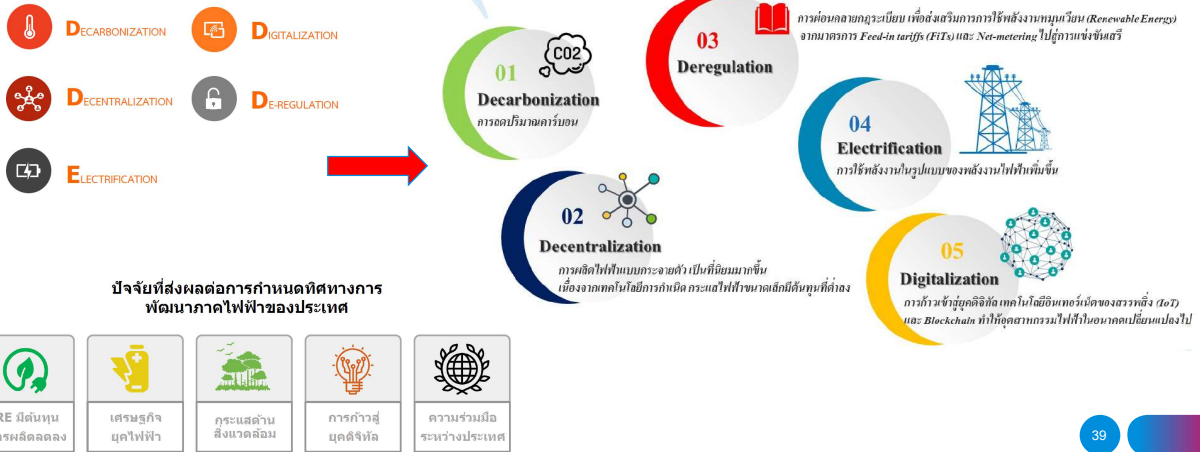 DECARBONIZATION
DIGITALIZATION
DECENTRALIZATION
DE-REGULATION
ELECTRIFICATION
CO2
01
Decarbonization
การลดปริมาณคาร์บอน
02
Decentralization
การผลิตไฟฟ้าแบบกระจายตัว เป็นที่นิยมมากขึ้น
เนื่องจากเทคโนโลยีการกำเนิดกระแสไฟฟ้าขนาดเล็กมีต้นทุนที่ต่ำลง
03
Deregulation
การผ่อนคลายกฎระเบียบ เพื่อส่งเสริมการการใช้พลังงานหมุนเวียน (Renewable Energy)
จากมาตรการ Feed-in tariffs (FiTs) และ Net-metering ไปสู่การแข่งขันเสรี
04
Electrification
การใช้พลังงานในรูปแบบของพลังงานไฟฟ้าเพิ่มขึ้น
05
Digitalization
การก้าวเข้าสู่ยุคดิจิทัล เทคโนโลยีอินเทอร์เน็ตของสรรพสิ่ง (IoT)
และ Blockchain ทำให้อุตสาหกรรมไฟฟ้าในอนาคตเปลี่ยนแปลงไป
ปัจจัยที่ส่งผลต่อการกำหนดทิศทางการ
พัฒนาภาคไฟฟ้าของประเทศ
RE มีต้นทุน
การผลิตลดลง
เศรษฐกิจ
ยุคไฟฟ้า
กระแสด้าน
สิ่งแวดล้อม
การก้าวสู่
ยุคดิจิทัล
ความร่วมมือ
ระหว่างประเทศ
39